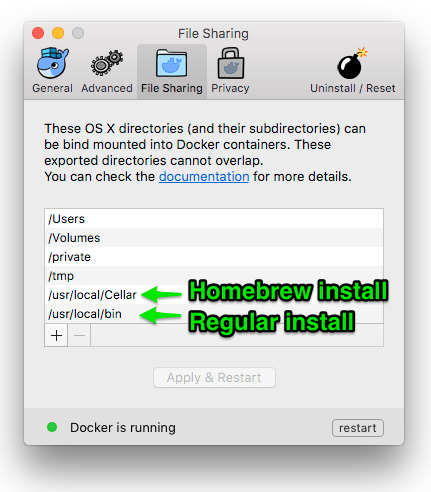 File Sharing
General
Advanced
File Sharing
Privacy
Uninstall / Reset
These OS X directories (and their subdirectories) can
be bind mounted into Docker containers. These
exported directories cannot overlap.
You can check the documentation for more details.
/Users
/Volumes
/private
/tmp
/usr/local/Cellar
Homebrew install
/usr/local/bin
Regular install
+ −
Apply & Restart
Docker is running
restart